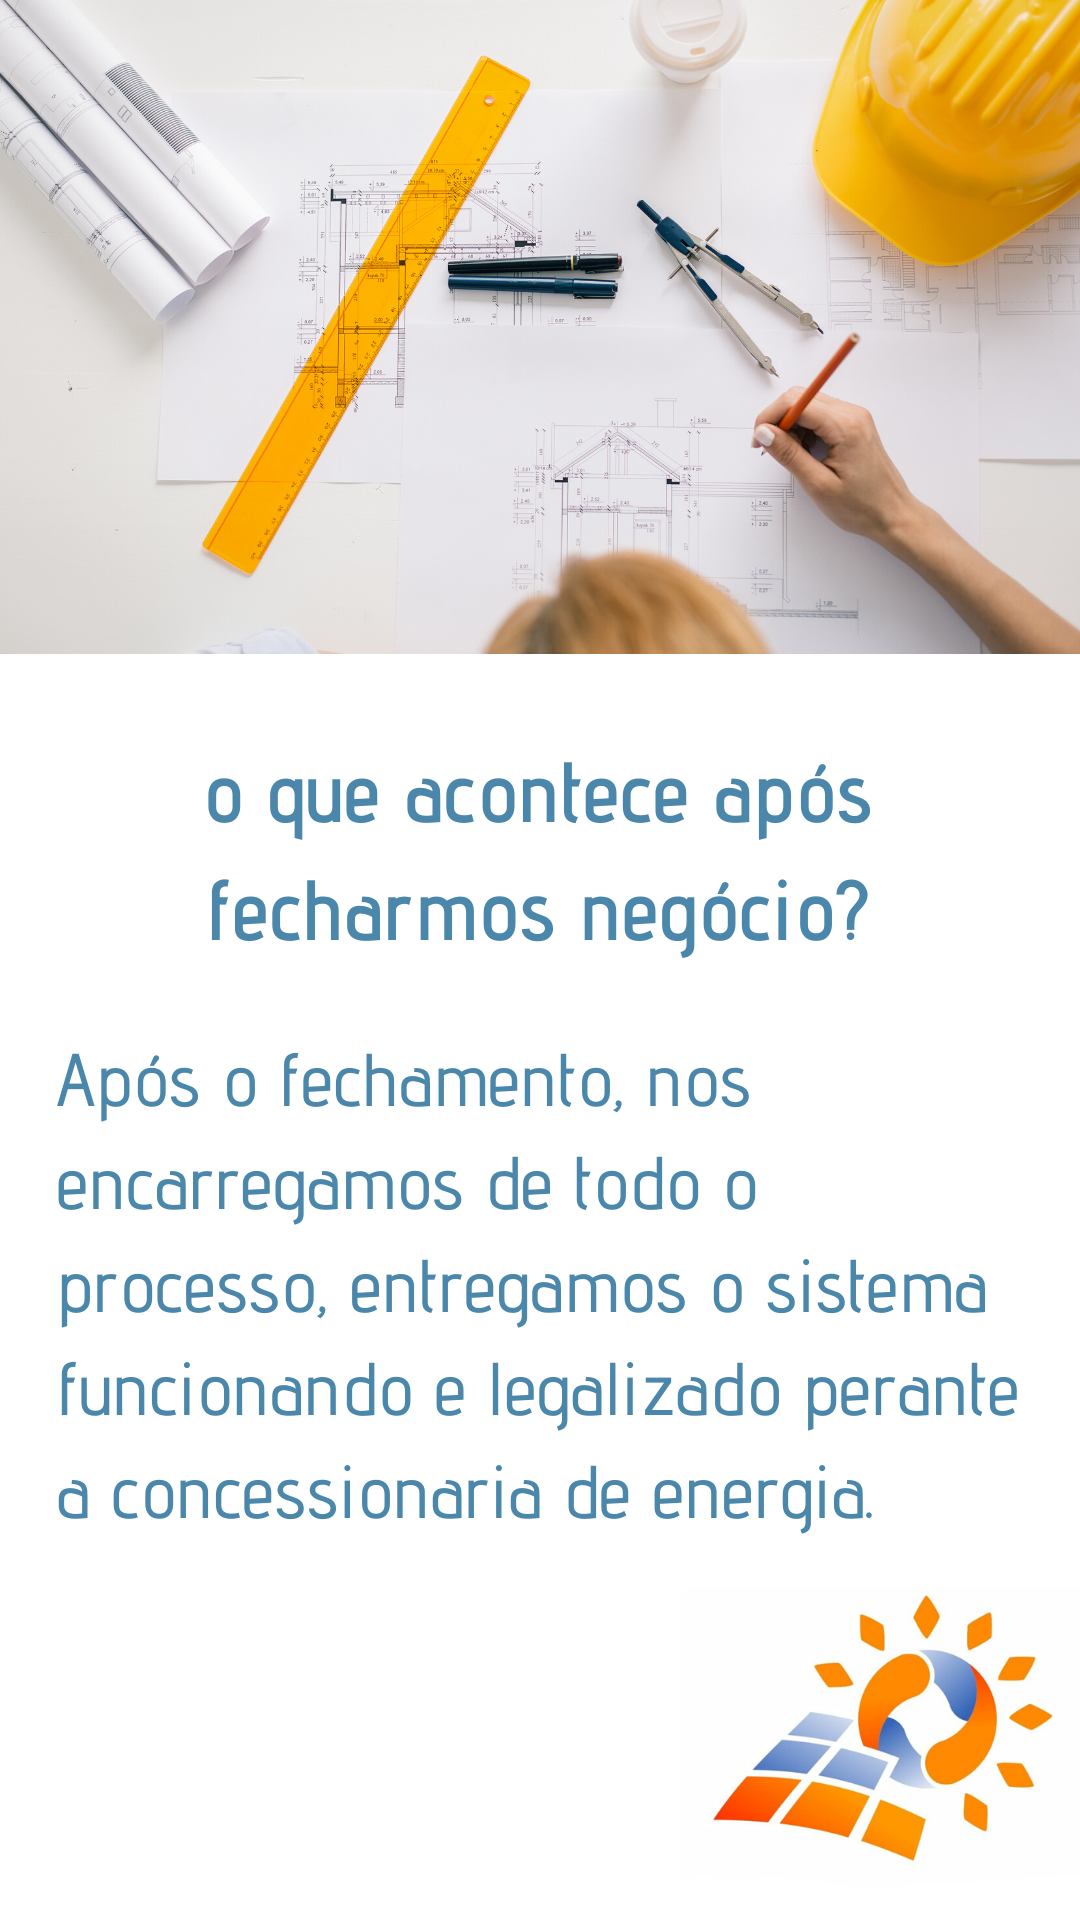 o que acontece após
fecharmos negócio?
Após o fechamento, nos
encarregamos de todo o
processo, entregamos o sistema
funcionando e legalizado perante
a concessionaria de energia.